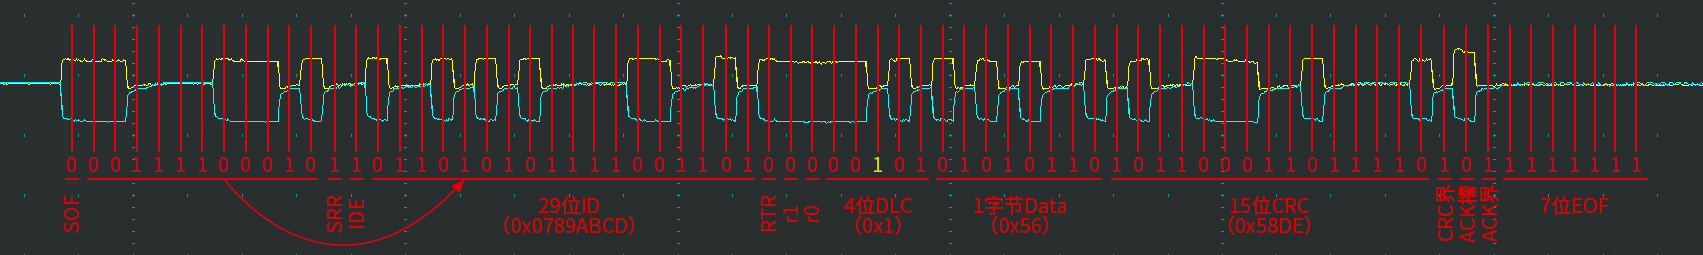 0 0 0 1 1 1 1 0 0 0 1 0 1 1 0 1 1 0 1 0 1 0 1 1 1 1 0 0 1 1 0 1 0 0 0 0 0 1 0 1 0 1 0 1 0 1 1 0 1 0 1 1 0 0 0 1 1 0 1 1 1 1 0 1 0 1 1 1 1 1 1 1 1
SOF
SRR
IDE
29位ID
(0x0789ABCD)
RTR
r1
r0
4位DLC
(0x1)
1字节Data
(0x56)
15位CRC
(0x58DE)
CRC界
ACK槽
ACK界
7位EOF